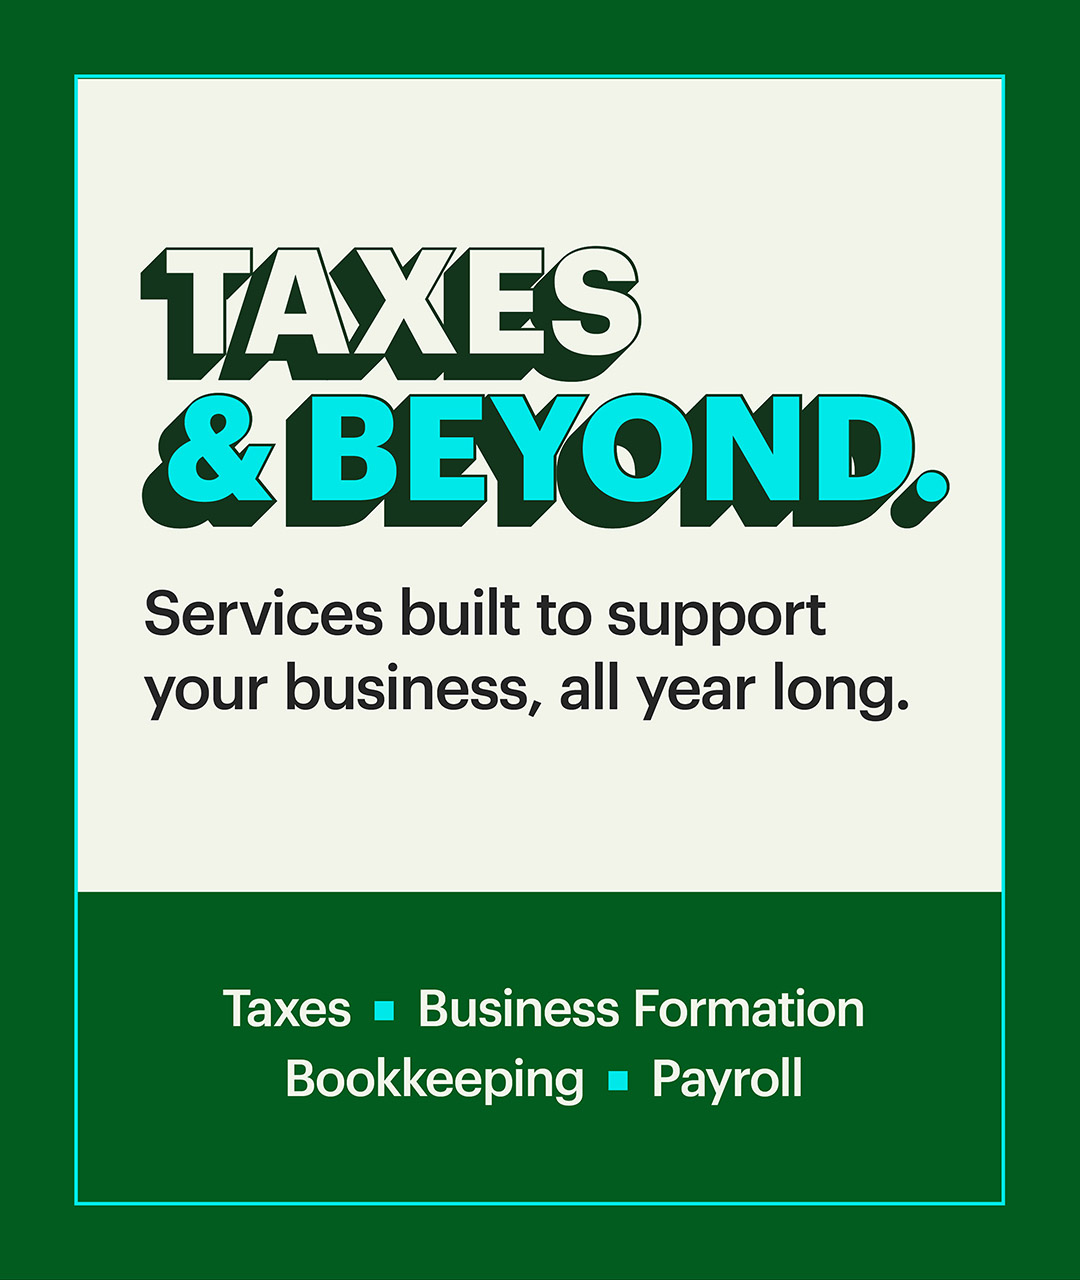 TAXES
& BEYOND.
Services built to support
your business, all year long.
Taxes ▪ Business Formation
Bookkeeping ▪ Payroll